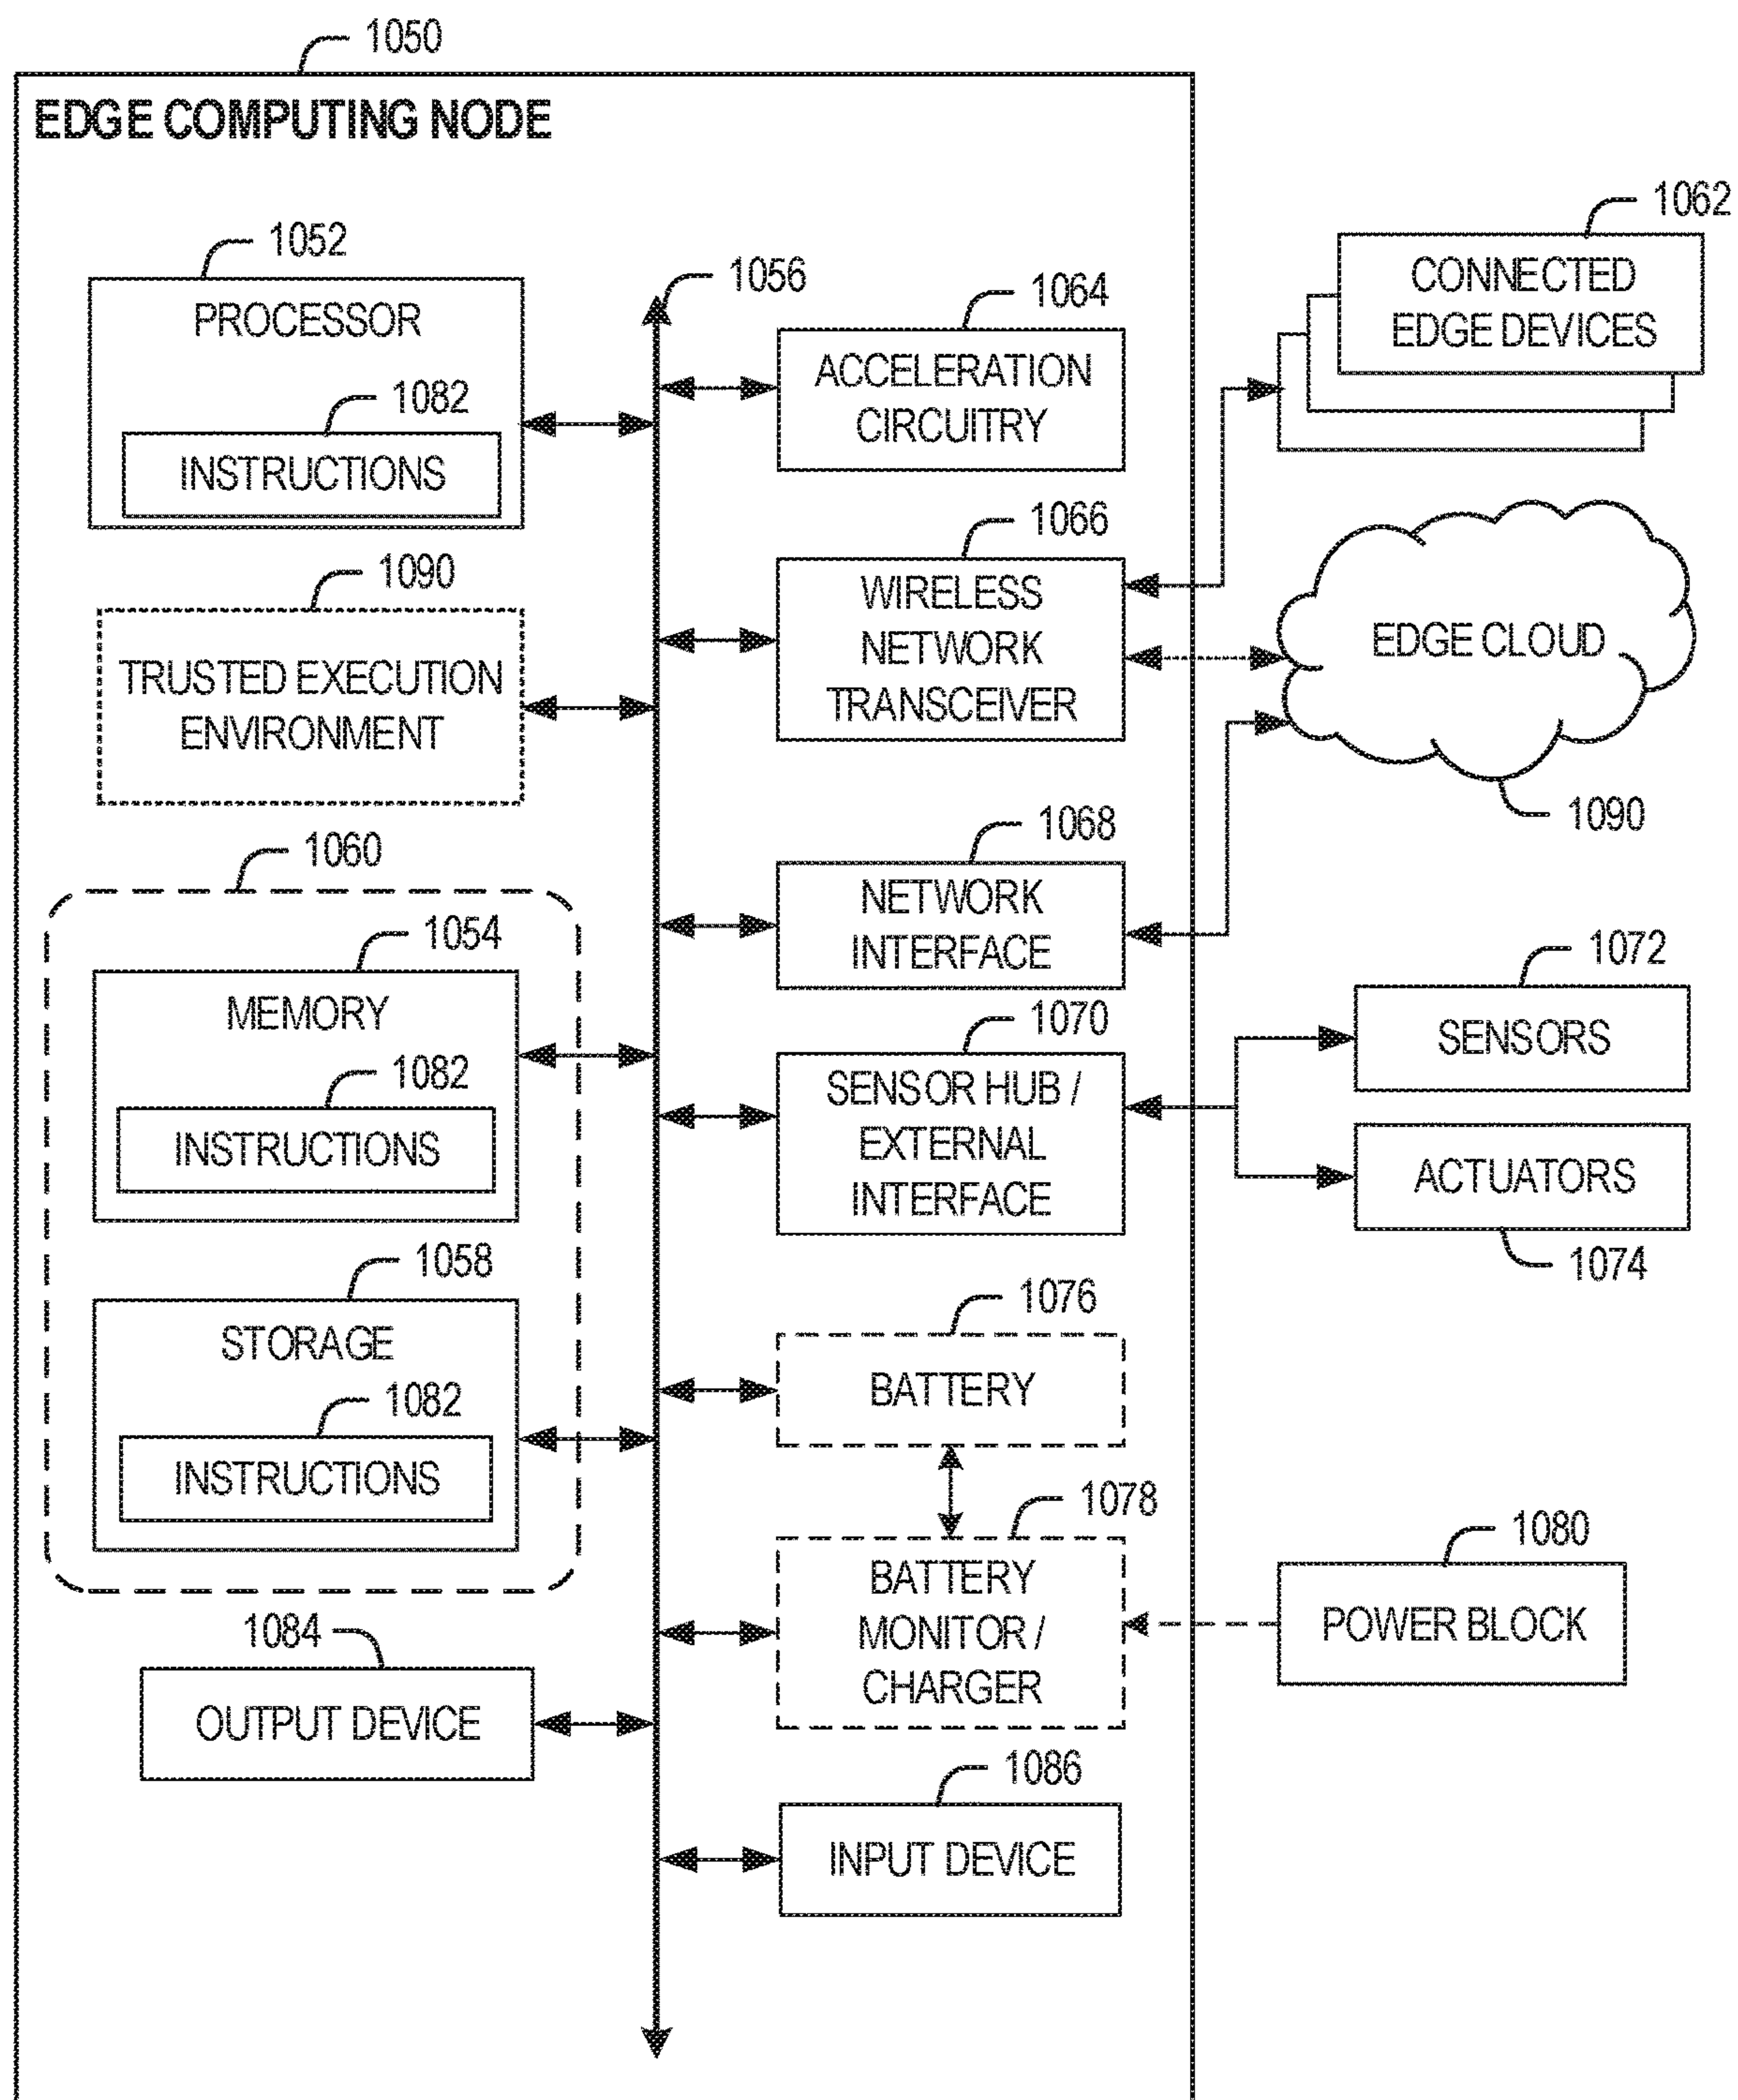 1050
EDGE COMPUTING NODE
1052
PROCESSOR
1082
INSTRUCTIONS
1090
TRUSTED EXECUTION
ENVIRONMENT
1060
1054
MEMORY
1082
INSTRUCTIONS
1058
STORAGE
1082
INSTRUCTIONS
1084
OUTPUT DEVICE
1056
1064
ACCELERATION
CIRCUITRY
1066
WIRELESS
NETWORK
TRANSCEIVER
1068
NETWORK
INTERFACE
1070
SENSOR HUB /
EXTERNAL
INTERFACE
1076
BATTERY
1078
BATTERY
MONITOR /
CHARGER
1086
INPUT DEVICE
1062
CONNECTED
EDGE DEVICES
EDGE CLOUD
1090
1072
SENSORS
ACTUATORS
1074
1080
POWER BLOCK